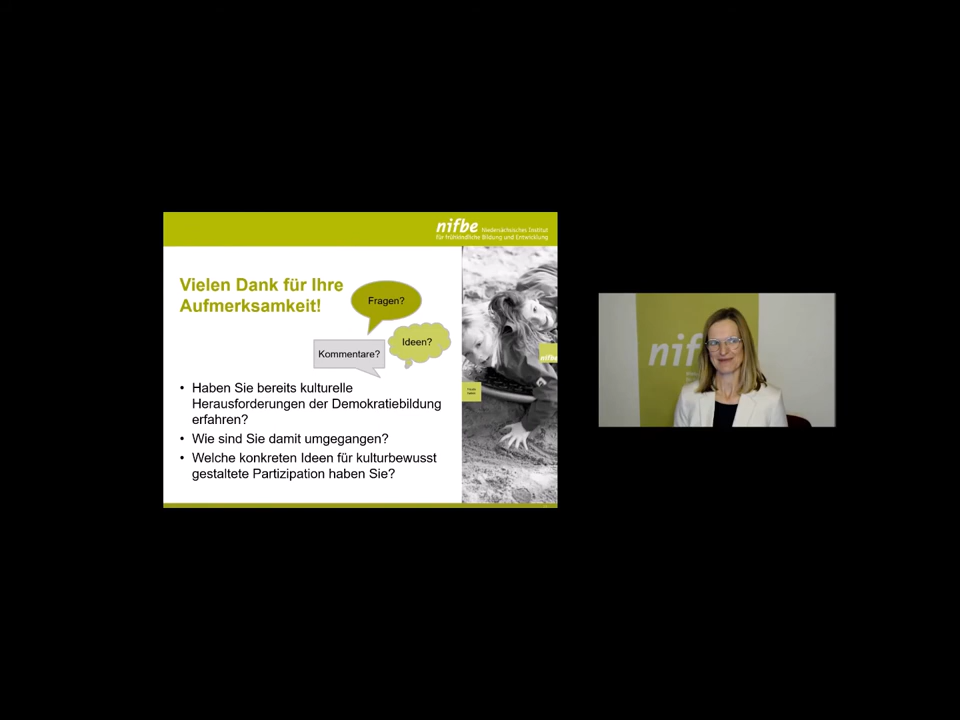 nifbe Niedersächsisches Institut
für frühkindliche Bildung und Entwicklung
Vielen Dank für Ihre
Aufmerksamkeit!
Fragen?
Ideen?
Kommentare?
• Haben Sie bereits kulturelle
Herausforderungen der Demokratiebildung
erfahren?
• Wie sind Sie damit umgegangen?
• Welche konkreten Ideen für kulturbewusst
gestaltete Partizipation haben Sie?
nifbe
nif